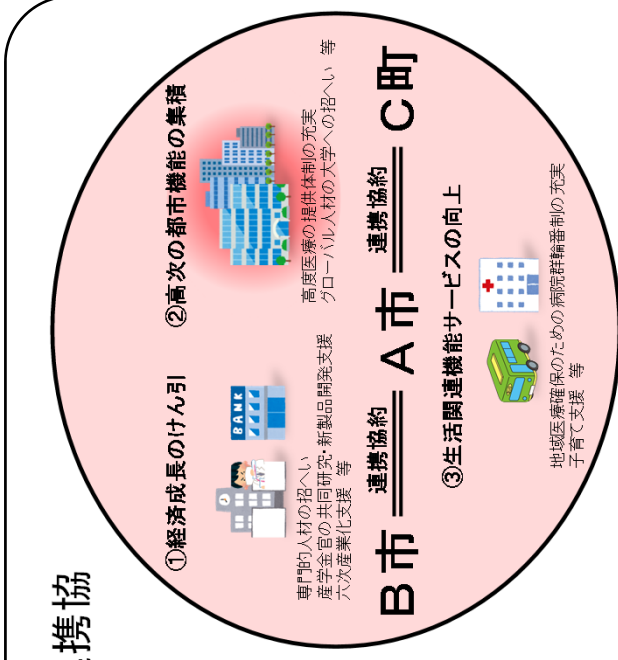 携協
①経済成長のけん引
BANK
専門的人材の招へい
産学金官の共同研究・新製品開発支援
六次産業化支援 等
②高次の都市機能の集積
高度医療の提供体制の充実
グローバル人材の大学への招へい 等
B市 連携協約 A市 連携協約 C町
③生活関連機能サービスの向上
地域医療確保のための病院群輪番制の充実
子育て支援 等